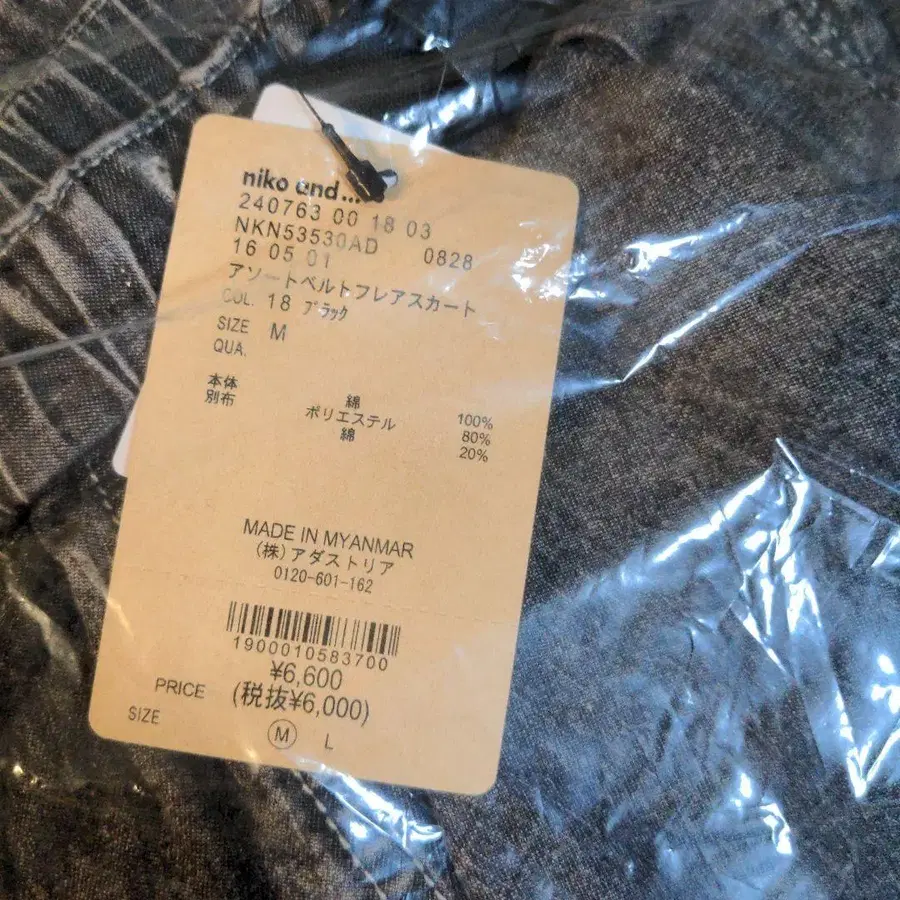 niko and...
240763 00 18 03
NKN53530AD 0828
16 05 01
アソートベルトフレアスカート
COL. 18 ブラック
SIZE M
QUA.
本体 綿 100%
別布 ポリエステル 80%
綿 20%
MADE IN MYANMAR
(株)アダストリア
0120-601-162
1900010583700
PRICE ¥6,600
(税抜¥6,000)
SIZE M L